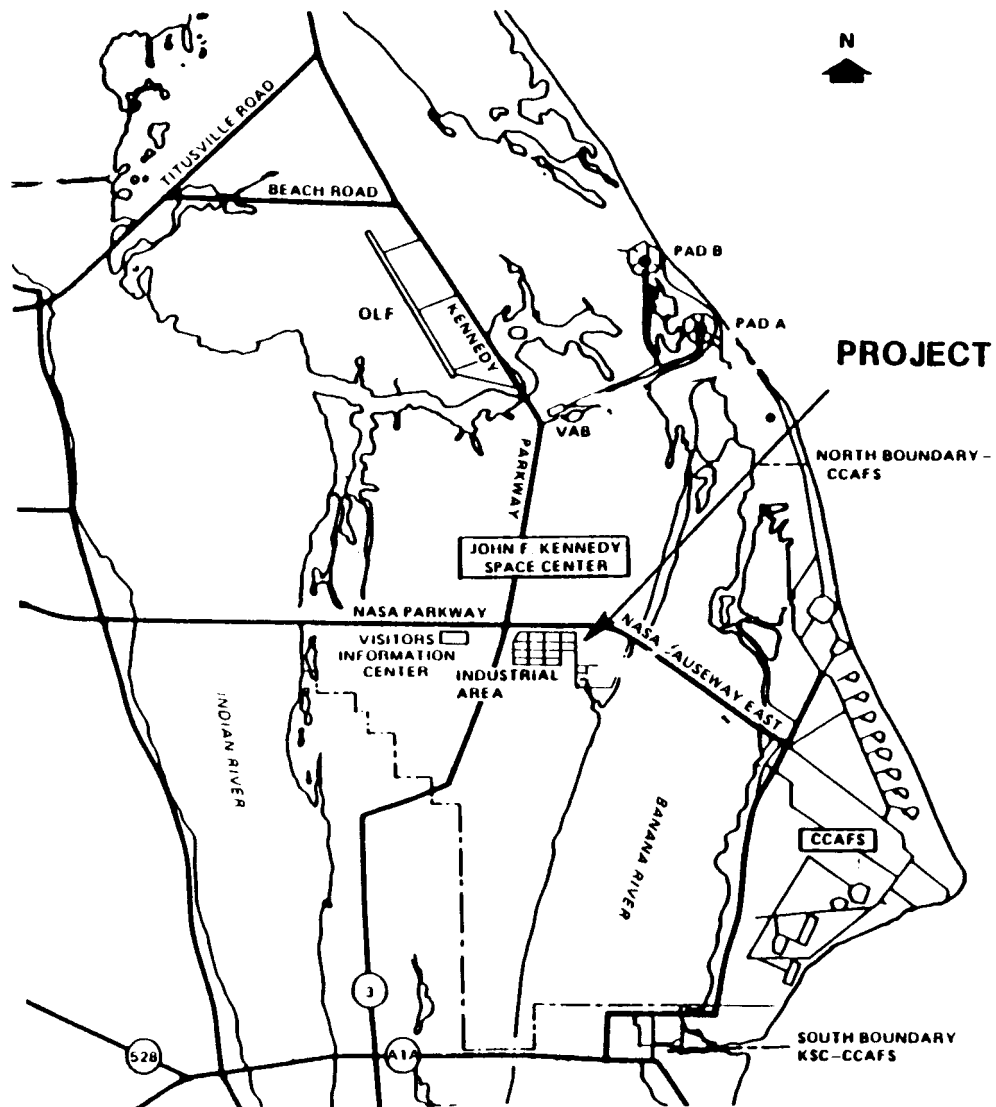 N
TITUSVILLE ROAD
BEACH ROAD
PAD B
OLF
KENNEDY
PAD A
PROJECT
VAB
PARKWAY
NORTH BOUNDARY –
CCAFS
JOHN F. KENNEDY
SPACE CENTER
NASA PARKWAY
NASA CAUSEWAY EAST
VISITORS
INFORMATION
CENTER
INDUSTRIAL
AREA
INDIAN RIVER
BANANA RIVER
CCAFS
3
528
A1A
SOUTH BOUNDARY
KSC–CCAFS